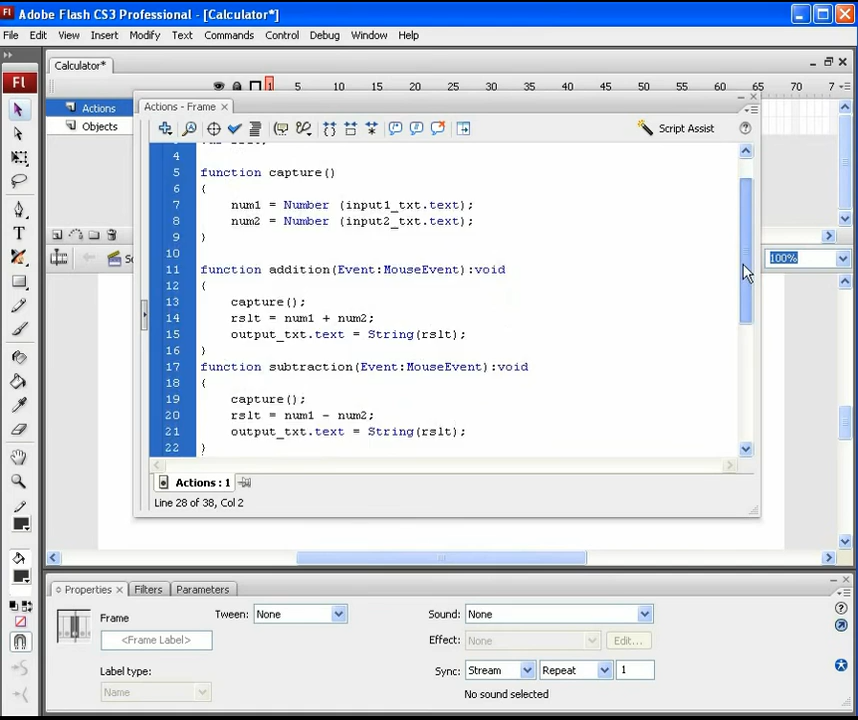 Fl Adobe Flash CS3 Professional - [Calculator*]
File Edit View Insert Modify Text Commands Control Debug Window Help
Calculator*
1 5 10 15 20 25 30 35 40 45 50 55 60 65 70 7
Fl
Actions
Objects
Actions - Frame
Script Assist
4
5 function capture()
6 {
7 num1 = Number (input1_txt.text);
8 num2 = Number (input2_txt.text);
9 }
10
11 function addition(Event:MouseEvent):void
12 {
13 capture();
14 rslt = num1 + num2;
15 output_txt.text = String(rslt);
16 }
17 function subtraction(Event:MouseEvent):void
18 {
19 capture();
20 rslt = num1 - num2;
21 output_txt.text = String(rslt);
22 }
100%
Actions : 1
Line 28 of 38, Col 2
Properties Filters Parameters
Frame Tween: None Sound: None
<Frame Label> Effect: None Edit...
Label type: Sync: Stream Repeat 1
Name No sound selected